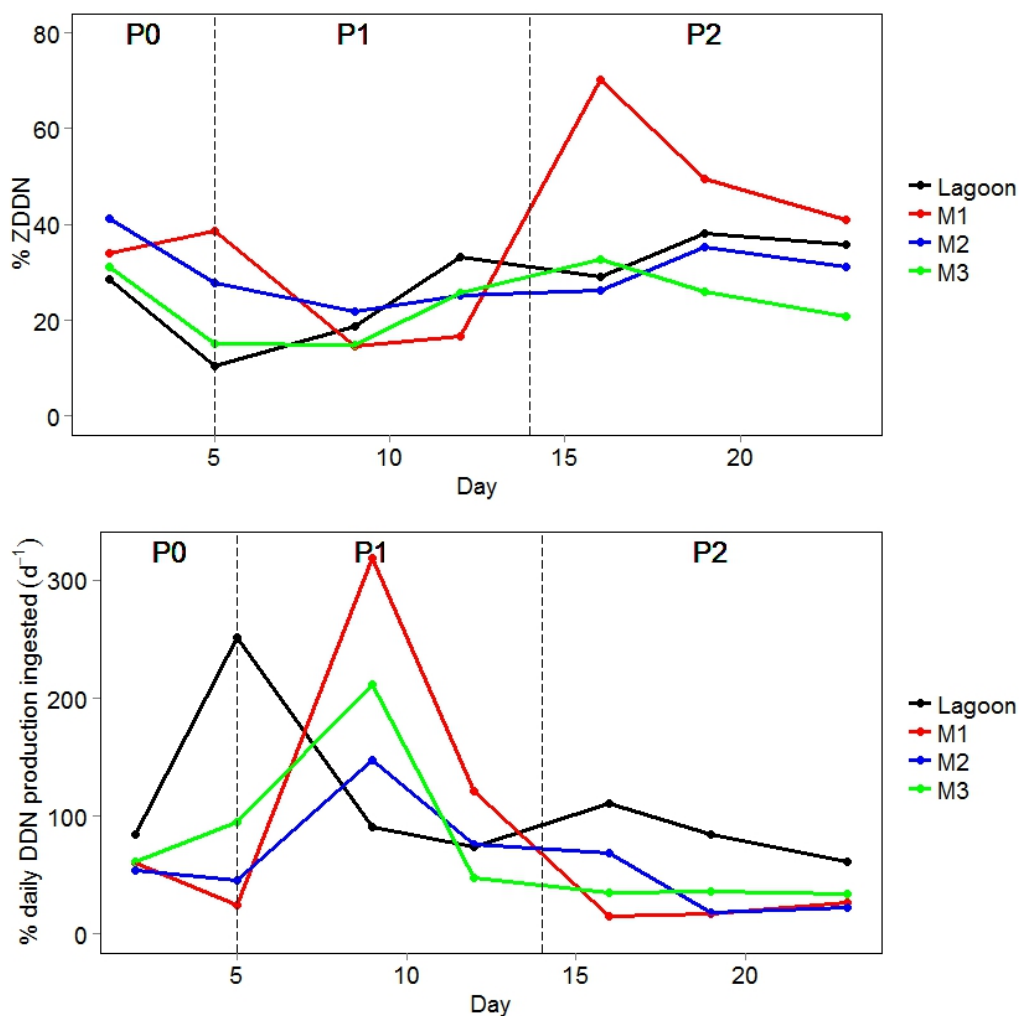 P0 P1 P2
80
60
40
20
0
% ZDDN
5 10 15 20
Day
Lagoon
M1
M2
M3
P0 P1 P2
300
200
100
0
% daily DDN production ingested (d⁻¹)
5 10 15 20
Day
Lagoon
M1
M2
M3